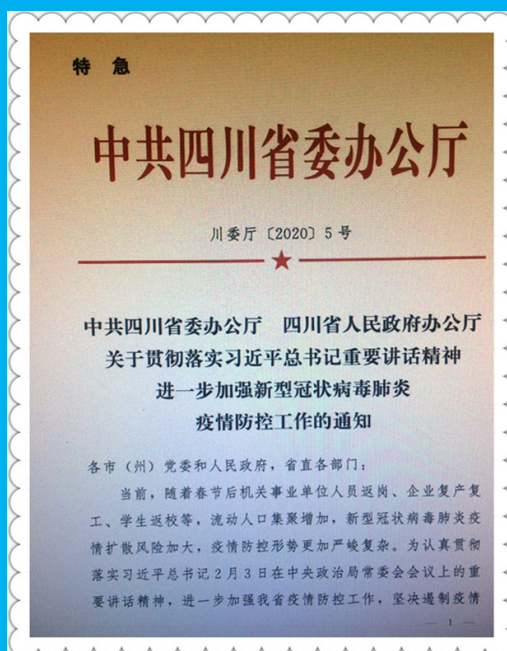 特 急
中共四川省委办公厅
川委厅〔2020〕5号
中共四川省委办公厅 四川省人民政府办公厅
关于贯彻落实习近平总书记重要讲话精神
进一步加强新型冠状病毒肺炎
疫情防控工作的通知
各市（州）党委和人民政府，省直各部门：
当前，随着春节后机关事业单位人员返岗、企业复产复
工、学生返校等，流动人口集聚增加，新型冠状病毒肺炎疫
情扩散风险加大，疫情防控形势更加严峻复杂。为认真贯彻
落实习近平总书记2月3日在中央政治局常委会会议上的重
要讲话精神，进一步加强我省疫情防控工作，坚决遏制疫情
— 1 —